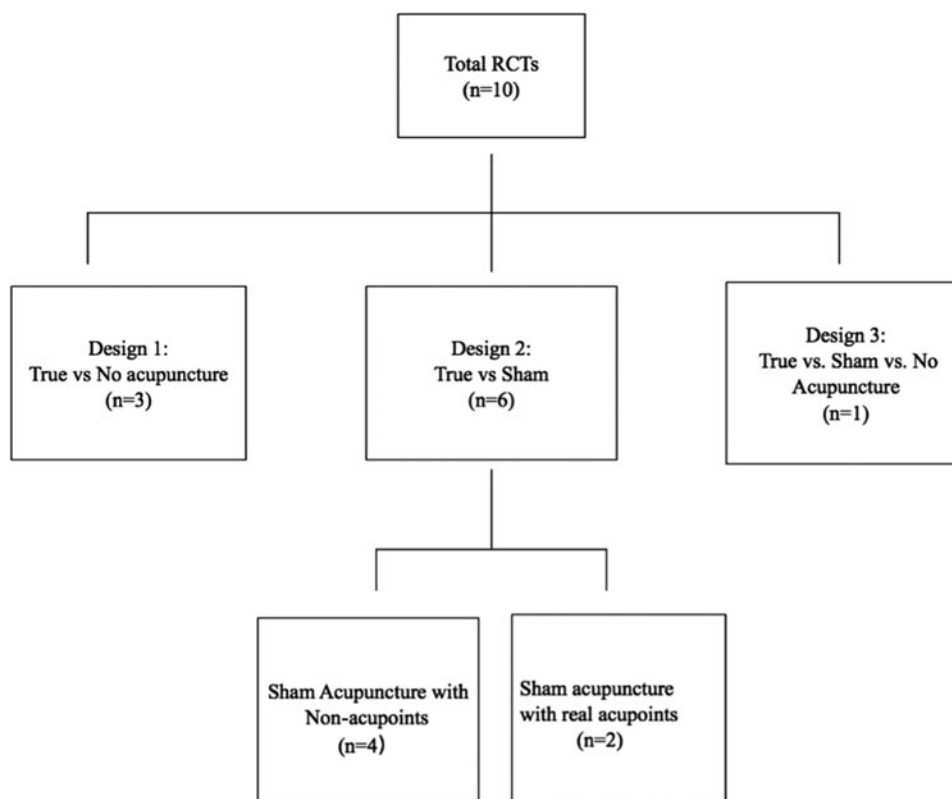 Total RCTs
(n=10)
Design 1:
True vs No acupuncture
(n=3)
Design 2:
True vs Sham
(n=6)
Design 3:
True vs. Sham vs. No
Acupuncture
(n=1)
Sham Acupuncture with
Non-acupoints
(n=4)
Sham acupuncture
with real acupoints
(n=2)